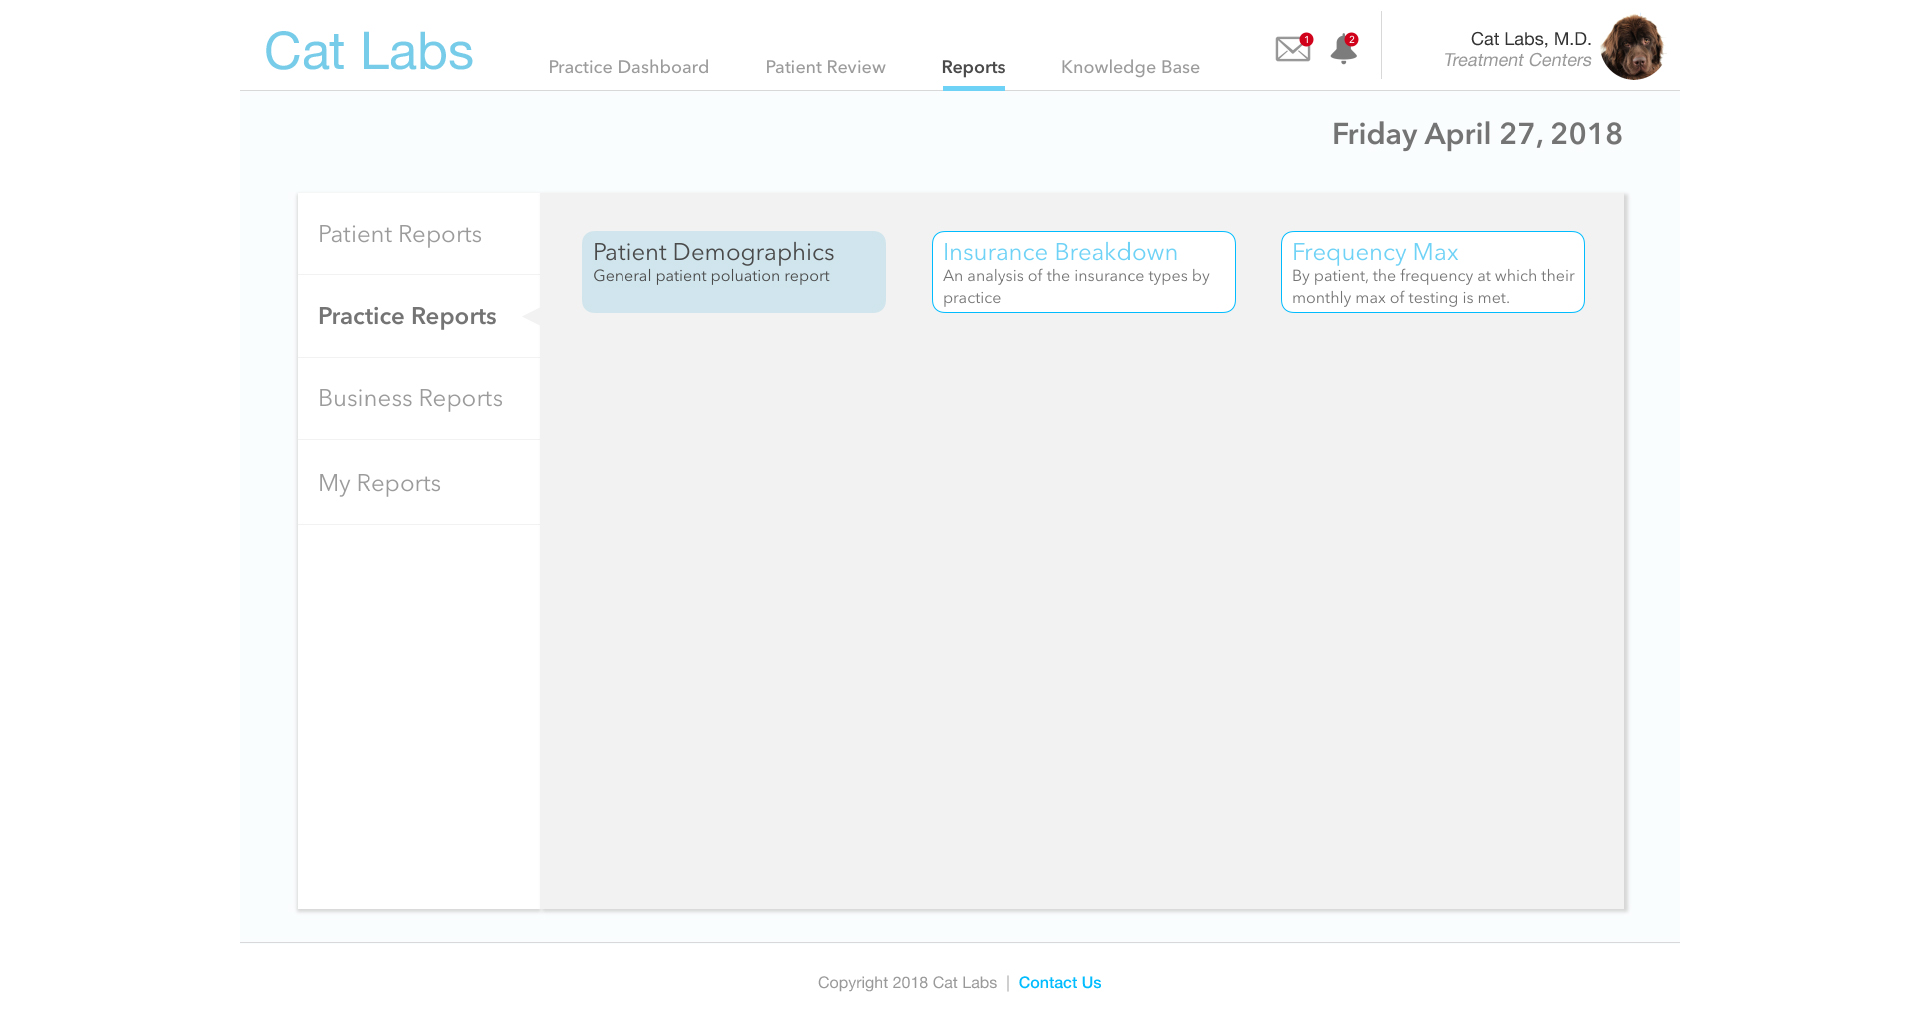 Cat Labs
Practice Dashboard
Patient Review
Reports
Knowledge Base
1
2
Cat Labs, M.D.
Treatment Centers
Friday April 27, 2018
Patient Reports
Practice Reports
Business Reports
My Reports
Patient Demographics
General patient poluation report
Insurance Breakdown
An analysis of the insurance types by
practice
Frequency Max
By patient, the frequency at which their
monthly max of testing is met.
Copyright 2018 Cat Labs | Contact Us